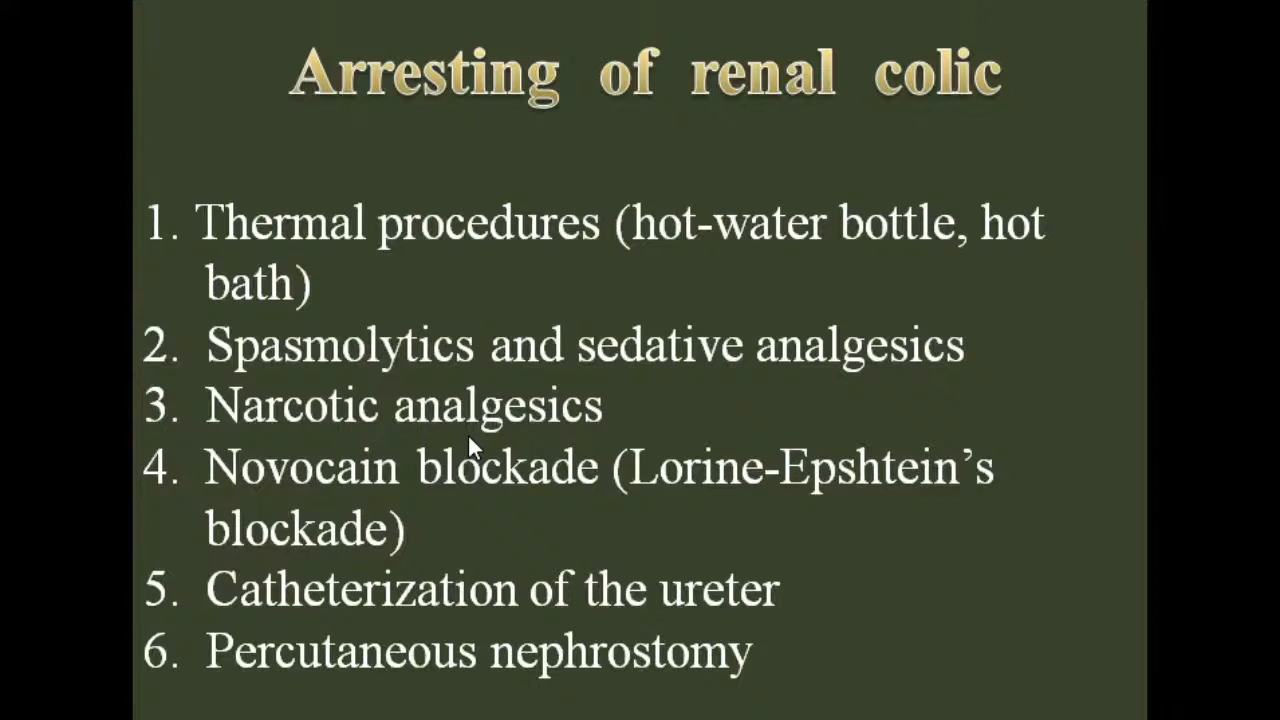 Arresting of renal colic
1. Thermal procedures (hot-water bottle, hot
bath)
2. Spasmolytics and sedative analgesics
3. Narcotic analgesics
4. Novocain blockade (Lorine-Epshtein’s
blockade)
5. Catheterization of the ureter
6. Percutaneous nephrostomy